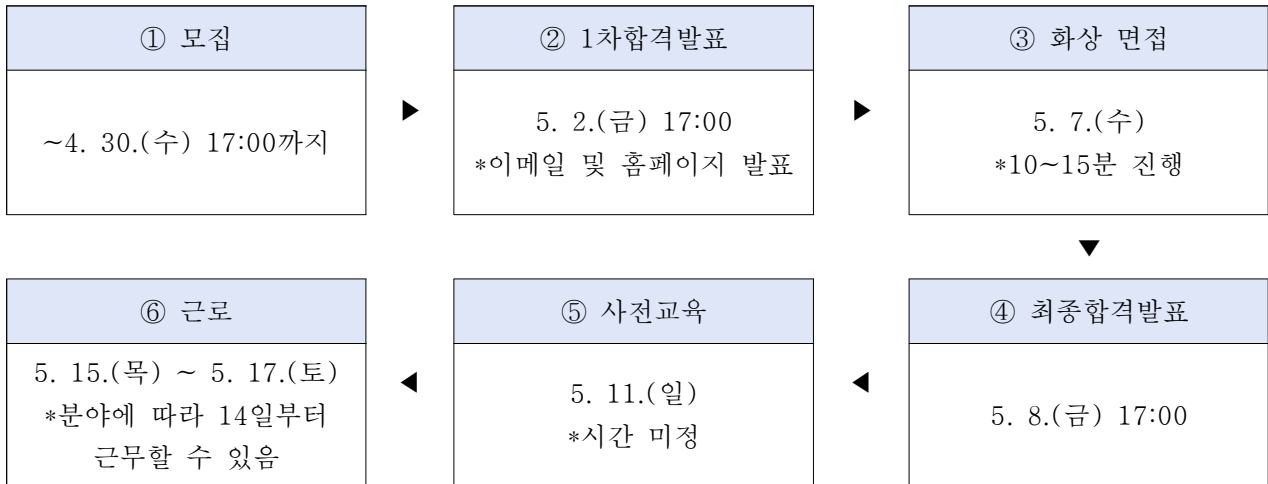 ① 모집
~4. 30.(수) 17:00까지
▶
② 1차합격발표
5. 2.(금) 17:00
*이메일 및 홈페이지 발표
▶
③ 화상 면접
5. 7.(수)
*10~15분 진행
▼
④ 최종합격발표
5. 8.(금) 17:00
◀
⑤ 사전교육
5. 11.(일)
*시간 미정
◀
⑥ 근로
5. 15.(목) ~ 5. 17.(토)
*분야에 따라 14일부터
근무할 수 있음